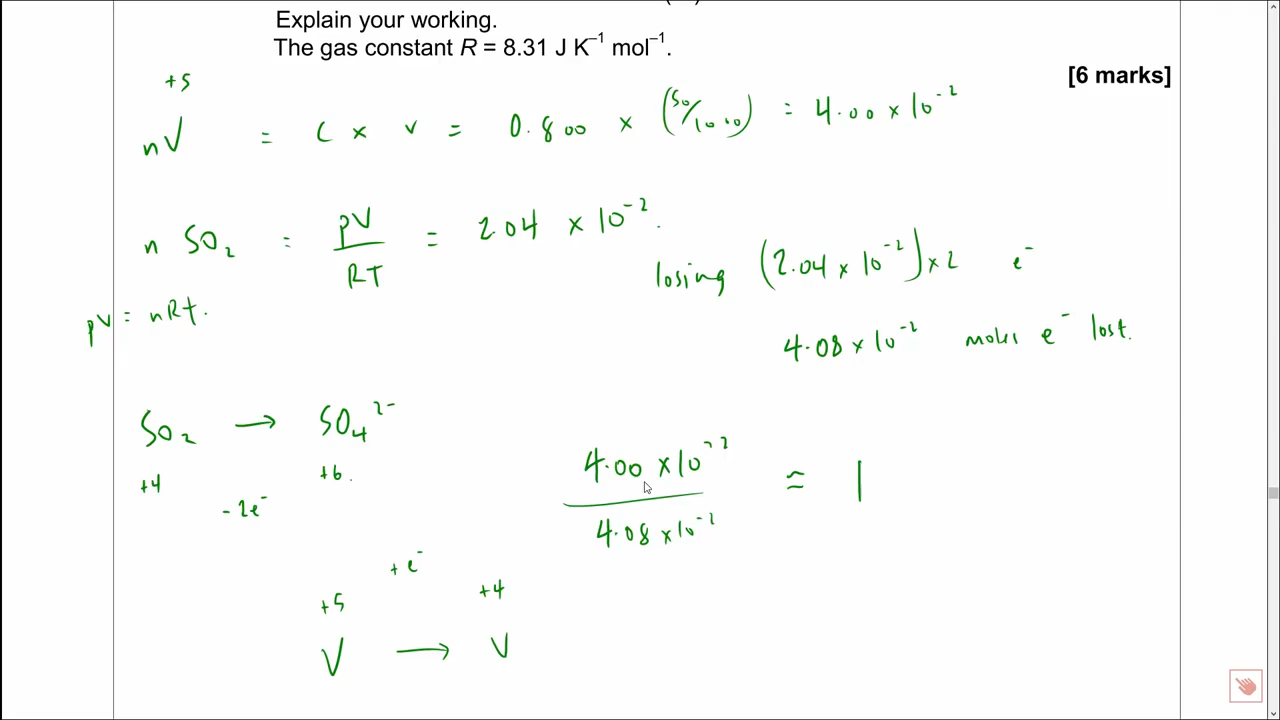 Explain your working.
The gas constant R = 8.31 J K⁻¹ mol⁻¹.
[6 marks]
+5
nV = c × v = 0.800 × (50/1000) = 4.00 × 10⁻²
n SO₂ = pV/RT = 2.04 × 10⁻².
losing (2.04 × 10⁻²) × 2 e⁻
pV = nRt.
4.08 × 10⁻² moles e⁻ lost.
SO₂ → SO₄²⁻
+4 +6.
- 2e⁻
4.00 × 10⁻² / 4.08 × 10⁻² ≈ 1
+ e⁻
+5 +4
V → V